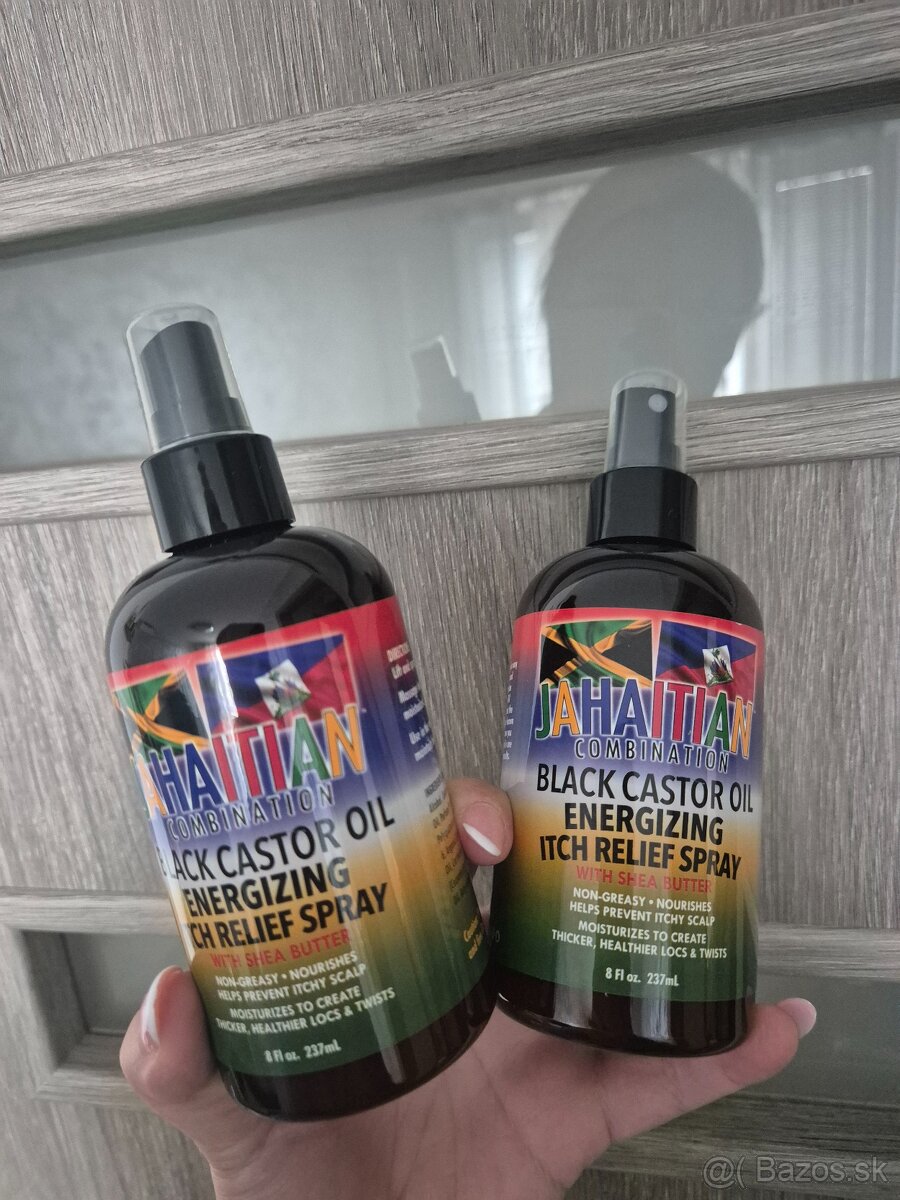 AHAITIAN
COMBINATION
BLACK CASTOR OIL
ENERGIZING
ITCH RELIEF SPRAY
WITH SHEA BUTTER
NON-GREASY • NOURISHES
HELPS PREVENT ITCHY SCALP
MOISTURIZES TO CREATE
THICKER, HEALTHIER LOCS & TWISTS
8 Fl oz. 237mL
JAHAITIAN
COMBINATION
BLACK CASTOR OIL
ENERGIZING
ITCH RELIEF SPRAY
WITH SHEA BUTTER
NON-GREASY • NOURISHES
HELPS PREVENT ITCHY SCALP
MOISTURIZES TO CREATE
THICKER, HEALTHIER LOCS & TWISTS
8 Fl oz. 237mL
@( Bazos.sk